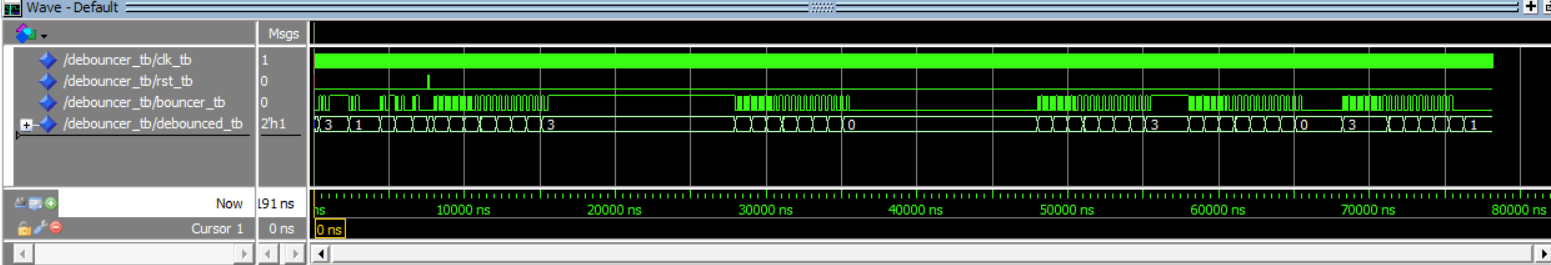 Wave - Default
Msgs
/debouncer_tb/clk_tb 1
/debouncer_tb/rst_tb 0
/debouncer_tb/bouncer_tb 0
/debouncer_tb/debounced_tb 2'h1 3 1 3 0 3 0 3 1
Now 191 ns ns 10000 ns 20000 ns 30000 ns 40000 ns 50000 ns 60000 ns 70000 ns 80000 ns
Cursor 1 0 ns 0 ns